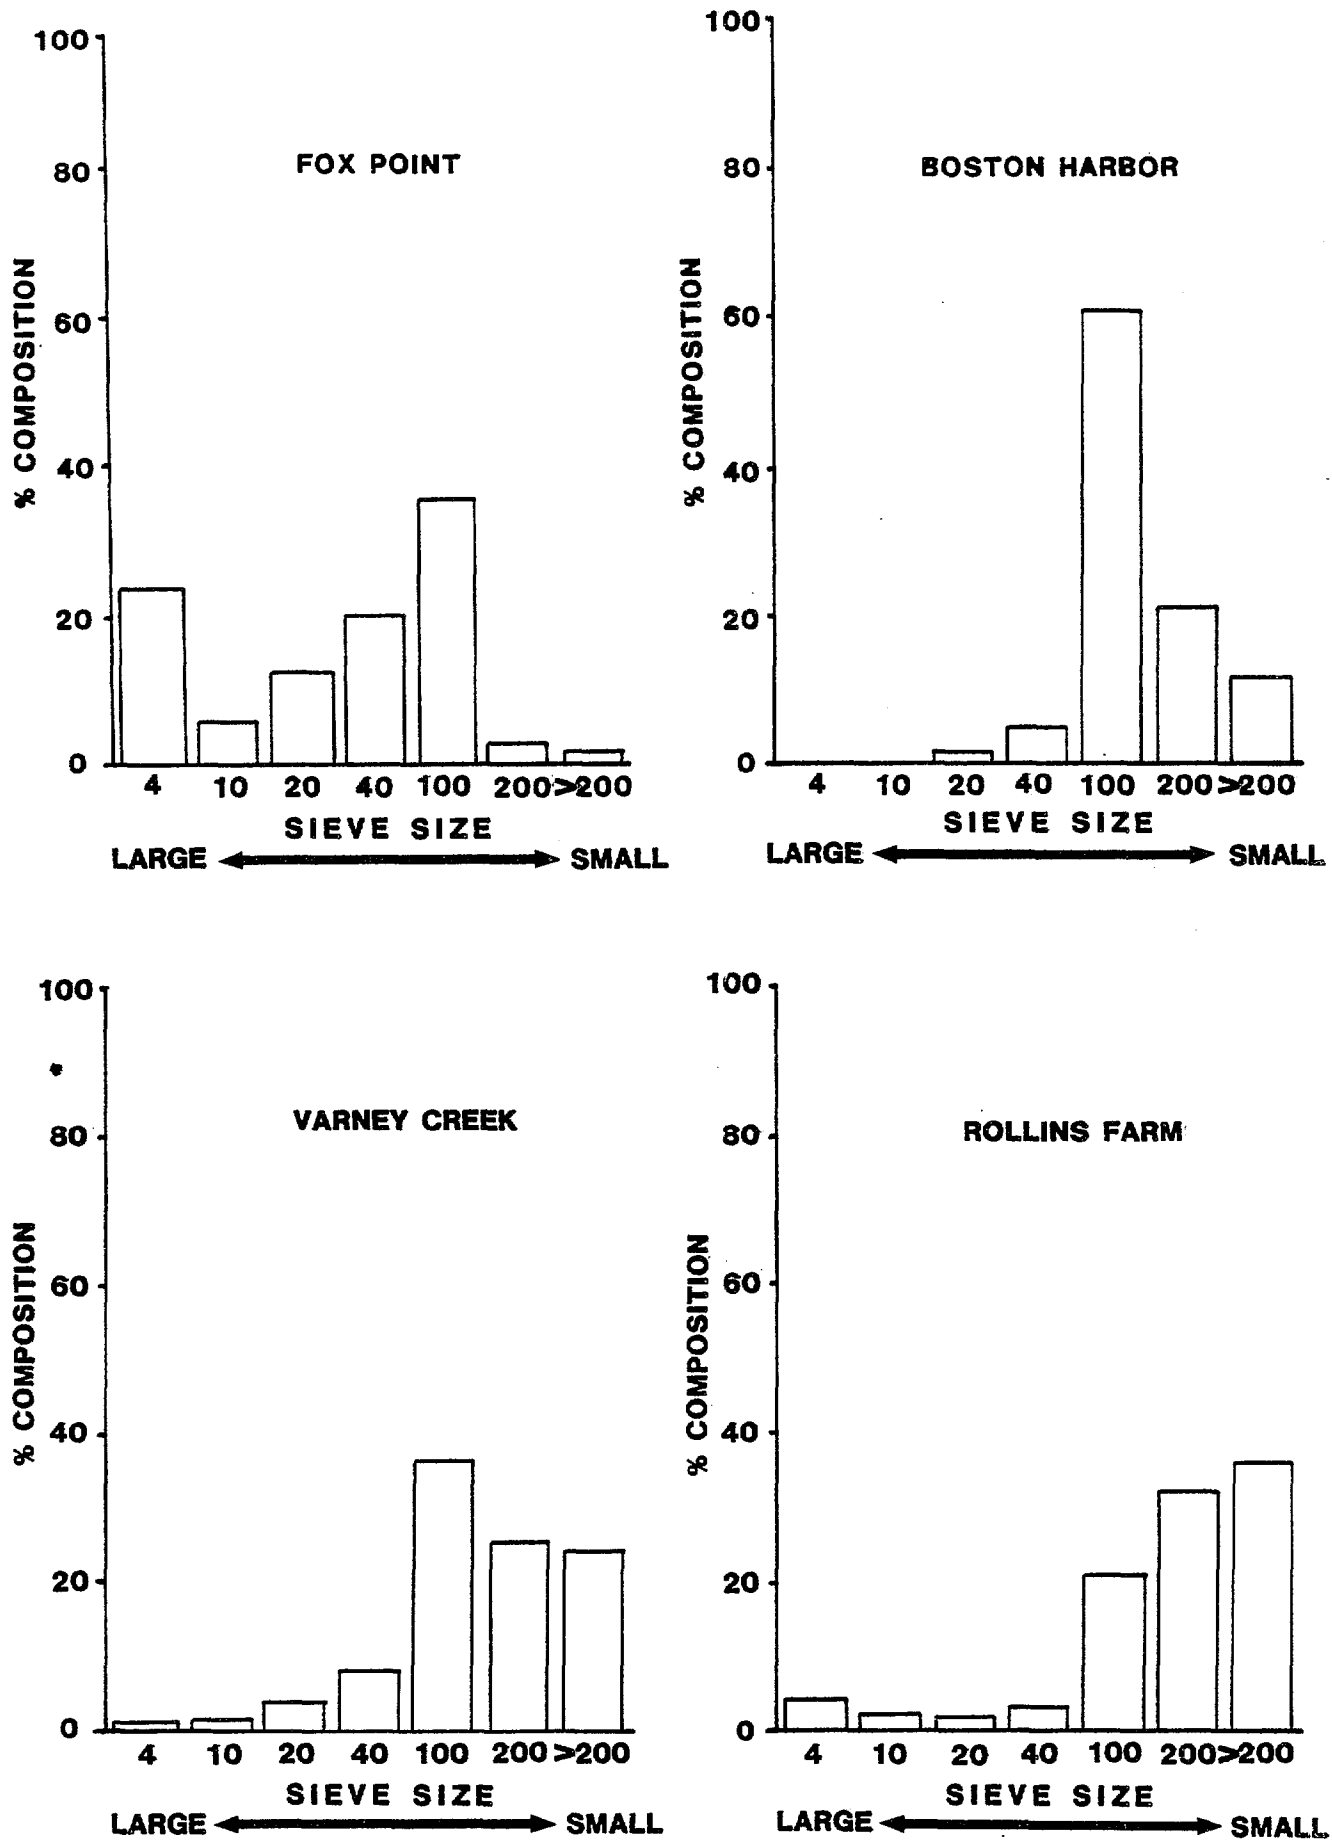 FOX POINT
% COMPOSITION
100
80
60
40
20
0
4 10 20 40 100 200 >200
SIEVE SIZE
LARGE SMALL
BOSTON HARBOR
% COMPOSITION
100
80
60
40
20
0
4 10 20 40 100 200 >200
SIEVE SIZE
LARGE SMALL
VARNEY CREEK
% COMPOSITION
100
80
60
40
20
0
4 10 20 40 100 200 >200
SIEVE SIZE
LARGE SMALL
ROLLINS FARM
% COMPOSITION
100
80
60
40
20
0
4 10 20 40 100 200 >200
SIEVE SIZE
LARGE SMALL